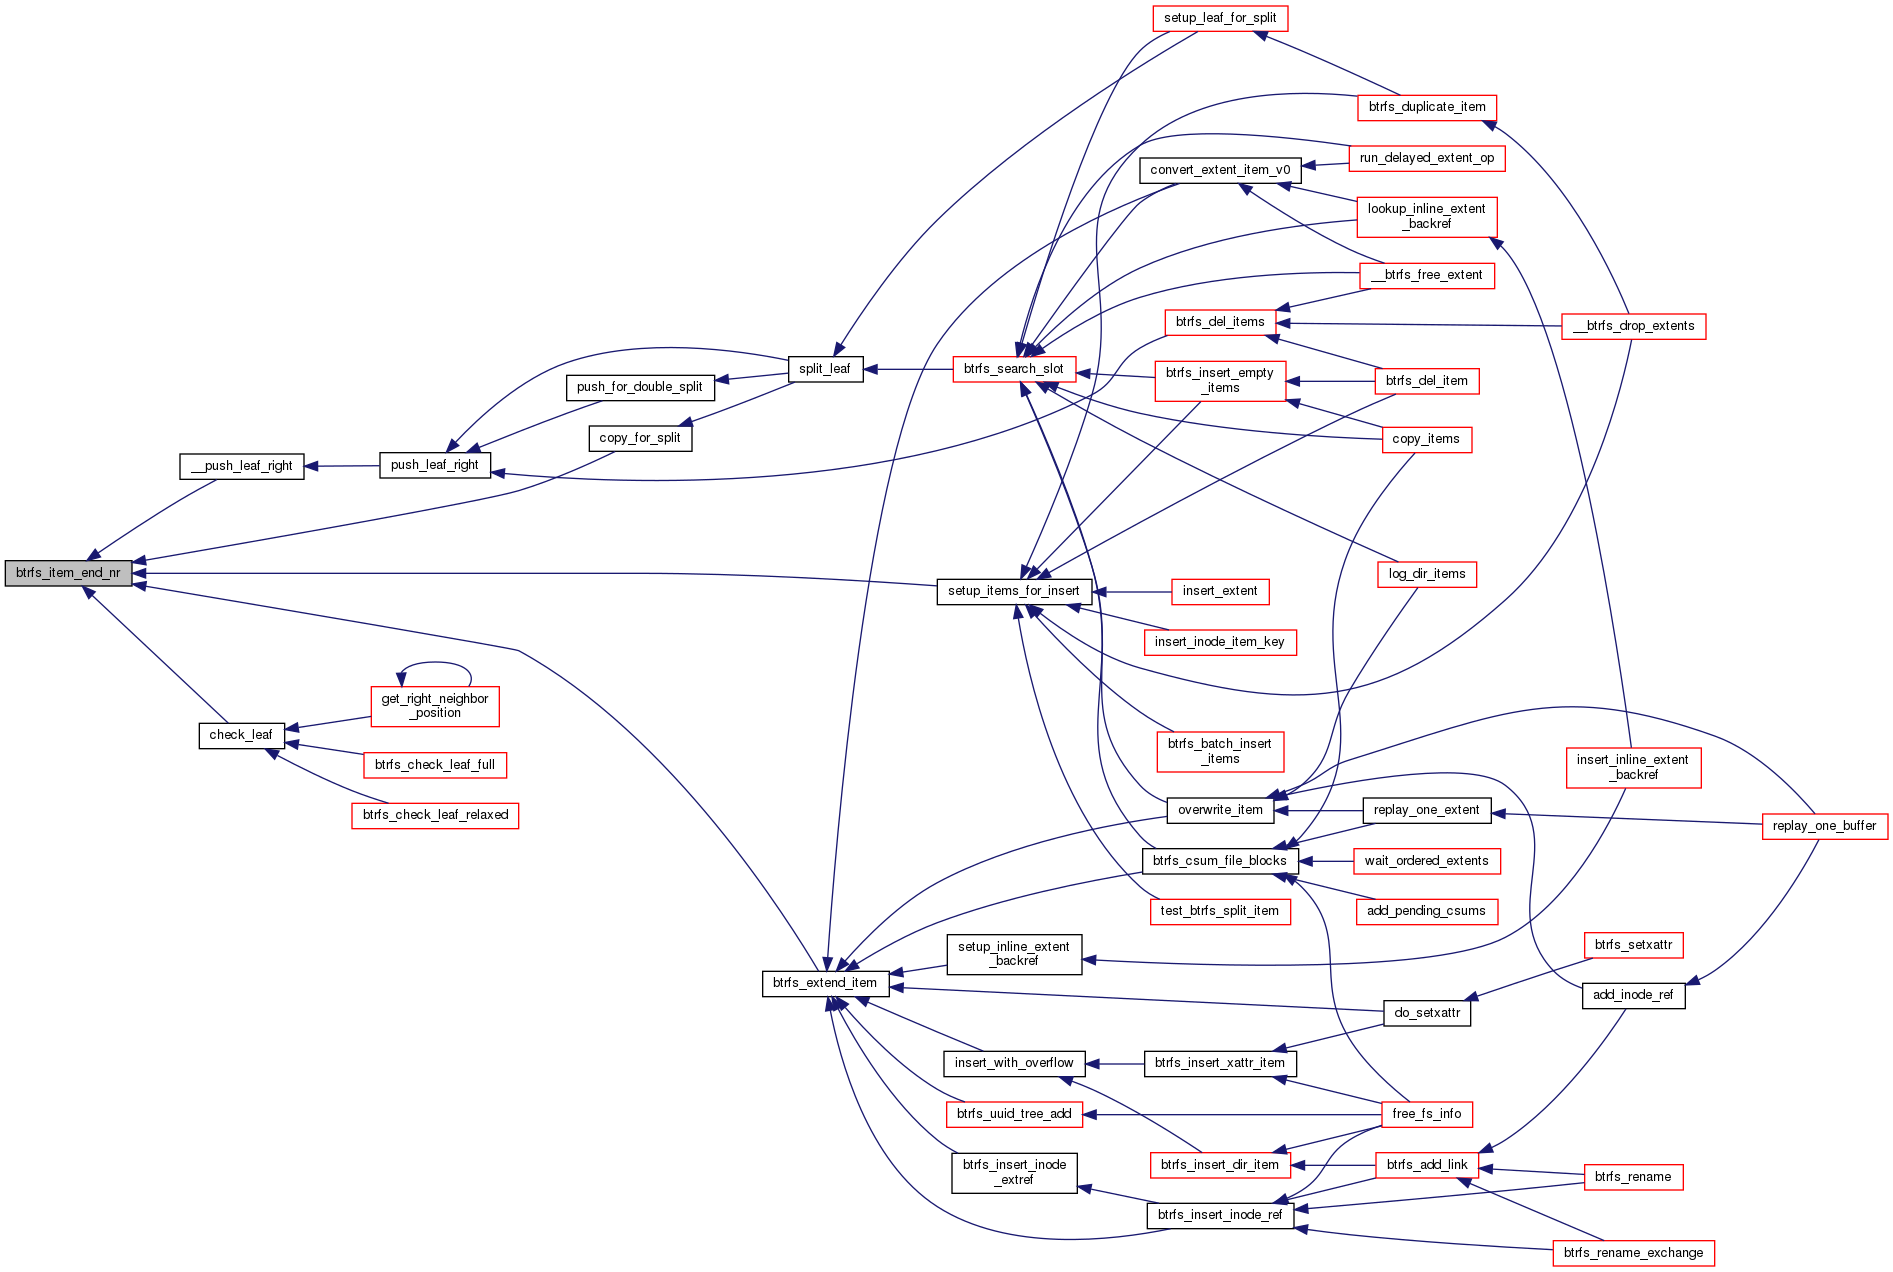 setup_leaf_for_split
btrfs_duplicate_item
run_delayed_extent_op
convert_extent_item_v0
lookup_inline_extent
_backref
__btrfs_free_extent
btrfs_del_items
__btrfs_drop_extents
split_leaf
btrfs_search_slot
btrfs_insert_empty
_items
btrfs_del_item
push_for_double_split
copy_for_split
copy_items
__push_leaf_right
push_leaf_right
btrfs_item_end_nr
log_dir_items
setup_items_for_insert
insert_extent
insert_inode_item_key
get_right_neighbor
_position
check_leaf
btrfs_check_leaf_full
btrfs_check_leaf_relaxed
btrfs_batch_insert
_items
insert_inline_extent
_backref
overwrite_item
replay_one_extent
replay_one_buffer
btrfs_csum_file_blocks
wait_ordered_extents
test_btrfs_split_item
add_pending_csums
setup_inline_extent
_backref
btrfs_setxattr
btrfs_extend_item
add_inode_ref
do_setxattr
insert_with_overflow
btrfs_insert_xattr_item
btrfs_uuid_tree_add
free_fs_info
btrfs_insert_inode
_extref
btrfs_insert_dir_item
btrfs_add_link
btrfs_rename
btrfs_insert_inode_ref
btrfs_rename_exchange